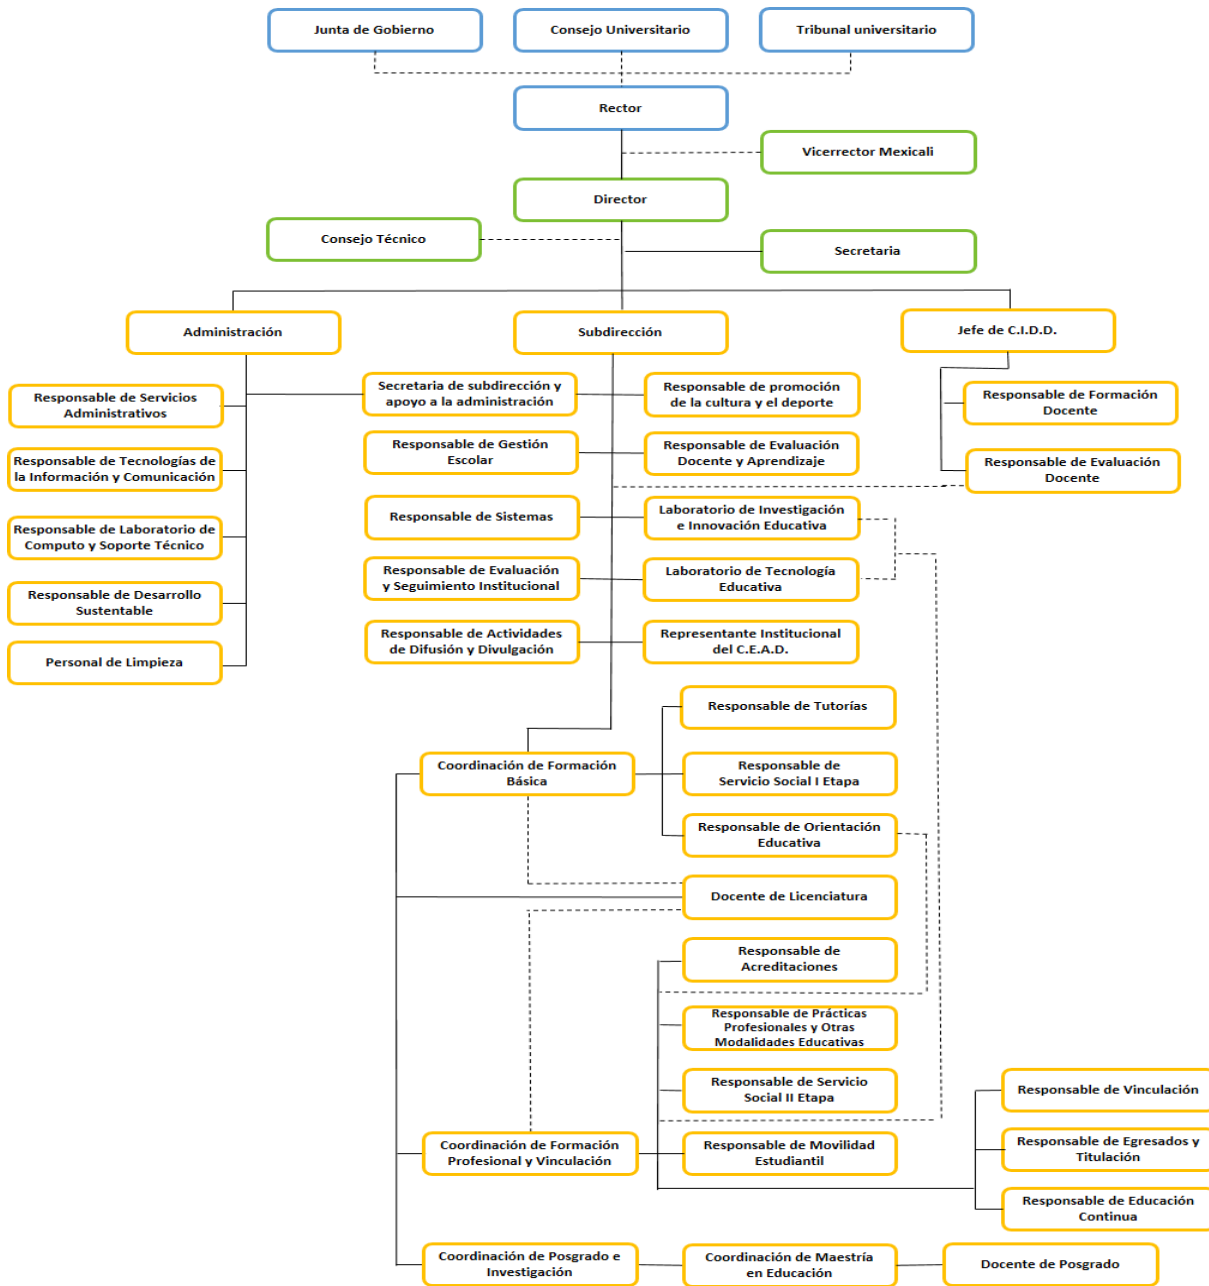 Junta de Gobierno
Consejo Universitario
Tribunal universitario
Rector
Vicerrector Mexicali
Director
Consejo Técnico
Secretaria
Administración
Subdirección
Jefe de C.I.D.D.
Responsable de Servicios
Administrativos
Secretaria de subdirección y
apoyo a la administración
Responsable de promoción
de la cultura y el deporte
Responsable de Formación
Docente
Responsable de Tecnologías de
la Información y Comunicación
Responsable de Gestión
Escolar
Responsable de Evaluación
Docente y Aprendizaje
Responsable de Evaluación
Docente
Responsable de Laboratorio de
Computo y Soporte Técnico
Responsable de Sistemas
Laboratorio de Investigación
e Innovación Educativa
Responsable de Desarrollo
Sustentable
Responsable de Evaluación
y Seguimiento Institucional
Laboratorio de Tecnología
Educativa
Personal de Limpieza
Responsable de Actividades
de Difusión y Divulgación
Representante Institucional
del C.E.A.D.
Responsable de Tutorías
Coordinación de Formación
Básica
Responsable de
Servicio Social I Etapa
Responsable de Orientación
Educativa
Docente de Licenciatura
Responsable de
Acreditaciones
Responsable de Prácticas
Profesionales y Otras
Modalidades Educativas
Responsable de Servicio
Social II Etapa
Responsable de Vinculación
Coordinación de Formación
Profesional y Vinculación
Responsable de Movilidad
Estudiantil
Responsable de Egresados y
Titulación
Responsable de Educación
Continua
Coordinación de Posgrado e
Investigación
Coordinación de Maestría
en Educación
Docente de Posgrado